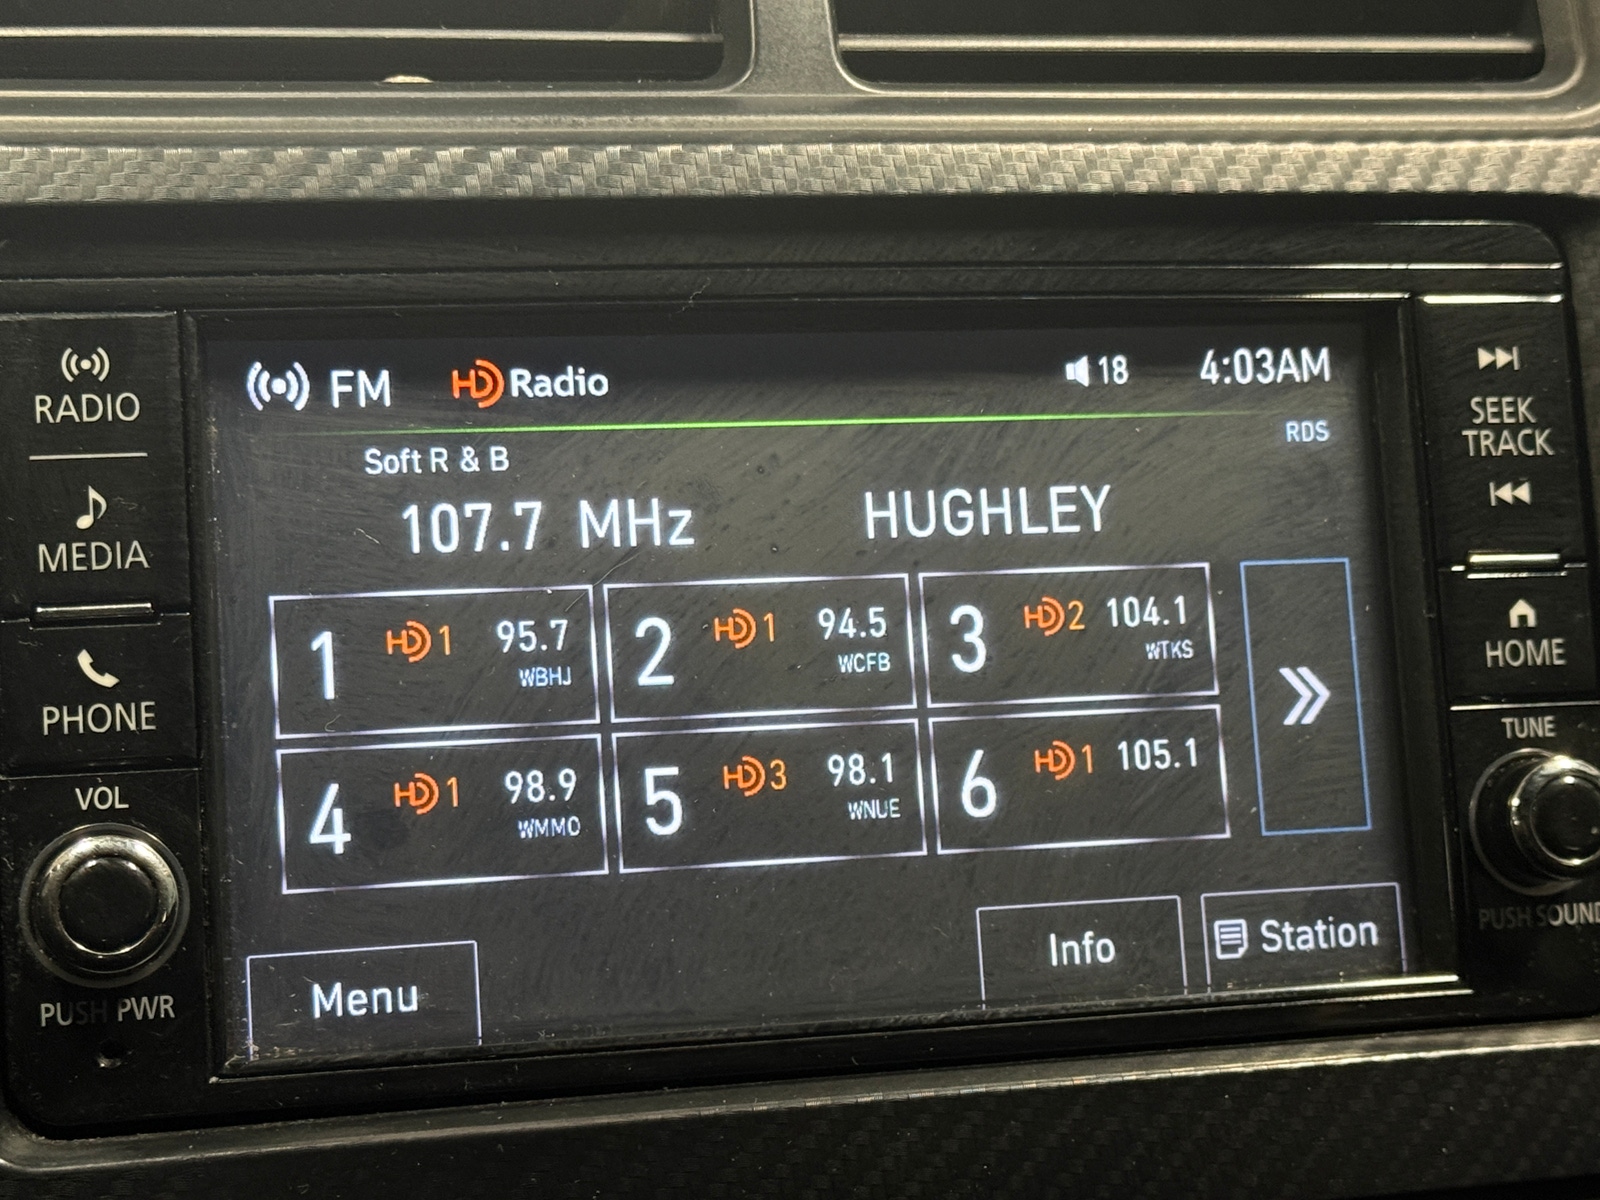 RADIO
MEDIA
PHONE
VOL
PUSH PWR
FM HD Radio 18 4:03AM
RDS
Soft R & B
107.7 MHz HUGHLEY
1 HD1 95.7
WBHJ
2 HD1 94.5
WCFB
3 HD2 104.1
WTKS
4 HD1 98.9
WMMO
5 HD3 98.1
WNUE
6 HD1 105.1
Menu
Info
Station
SEEK
TRACK
HOME
TUNE
PUSH SOUND